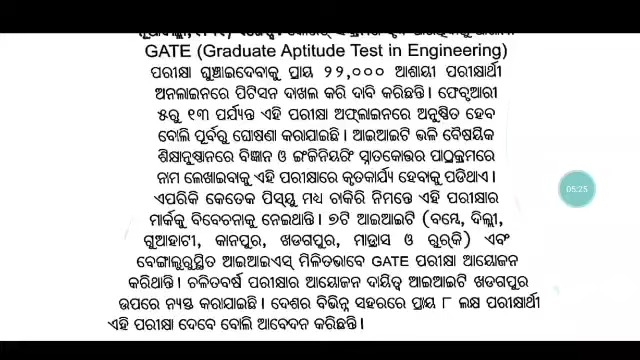 GATE (Graduate Aptitude Test in Engineering)
ପରୀକ୍ଷା ଘୁଞ୍ଚାଇଦେବାକୁ ପ୍ରାୟ ୨୨,୦୦୦ ଆଶାୟୀ ପରୀକ୍ଷାର୍ଥୀ
ଅନଲାଇନରେ ପିଟିସନ ଦାଖଲ କରି ଦାବି କରିଛନ୍ତି । ଫେବୃଆରୀ
୫ରୁ ୧୩ ପର୍ଯ୍ୟନ୍ତ ଏହି ପରୀକ୍ଷା ଅଫ୍‌ଲାଇନରେ ଅନୁଷ୍ଠିତ ହେବ
ବୋଲି ପୂର୍ବରୁ ଘୋଷଣା କରାଯାଇଛି । ଆଇଆଇଟି ଭଳି ବୈଷୟିକ
ଶିକ୍ଷାନୁଷ୍ଠାନରେ ବିଜ୍ଞାନ ଓ ଇଂଜିନିୟରିଂ ସ୍ନାତକୋତ୍ତର ପାଠ୍ୟକ୍ରମରେ
ନାମ ଲେଖାଇବାକୁ ଏହି ପରୀକ୍ଷାରେ କୃତକାର୍ଯ୍ୟ ହେବାକୁ ପଡିଥାଏ ।
ଏପରିକି କେତେକ ପିସ୍‌ୟୁ ମଧ୍ୟ ଚାକିରି ନିମନ୍ତେ ଏହି ପରୀକ୍ଷାର
ମାର୍କକୁ ବିବେଚନାକୁ ନେଇଥାନ୍ତି । ୭ଟି ଆଇଆଇଟି (ବମ୍ବେ, ଦିଲ୍ଲୀ,
ଗୁଆହାଟୀ, କାନପୁର, ଖଡଗପୁର, ମାଡ୍ରାସ ଓ ରୁର୍କି) ଏବଂ
ବେଙ୍ଗାଲୁରୁସ୍ଥିତ ଆଇଆଇଏସ୍ ମିଳିତଭାବେ GATE ପରୀକ୍ଷା ଆୟୋଜନ
କରିଥାନ୍ତି । ଚଳିତବର୍ଷ ପରୀକ୍ଷାର ଆୟୋଜନ ଦାୟିତ୍ୱ ଆଇଆଇଟି ଖଡଗପୁର
ଉପରେ ନ୍ୟସ୍ତ କରାଯାଇଛି । ଦେଶର ବିଭିନ୍ନ ସହରରେ ପ୍ରାୟ ୮ ଲକ୍ଷ ପରୀକ୍ଷାର୍ଥୀ
ଏହି ପରୀକ୍ଷା ଦେବେ ବୋଲି ଆବେଦନ କରିଛନ୍ତି ।
05:25